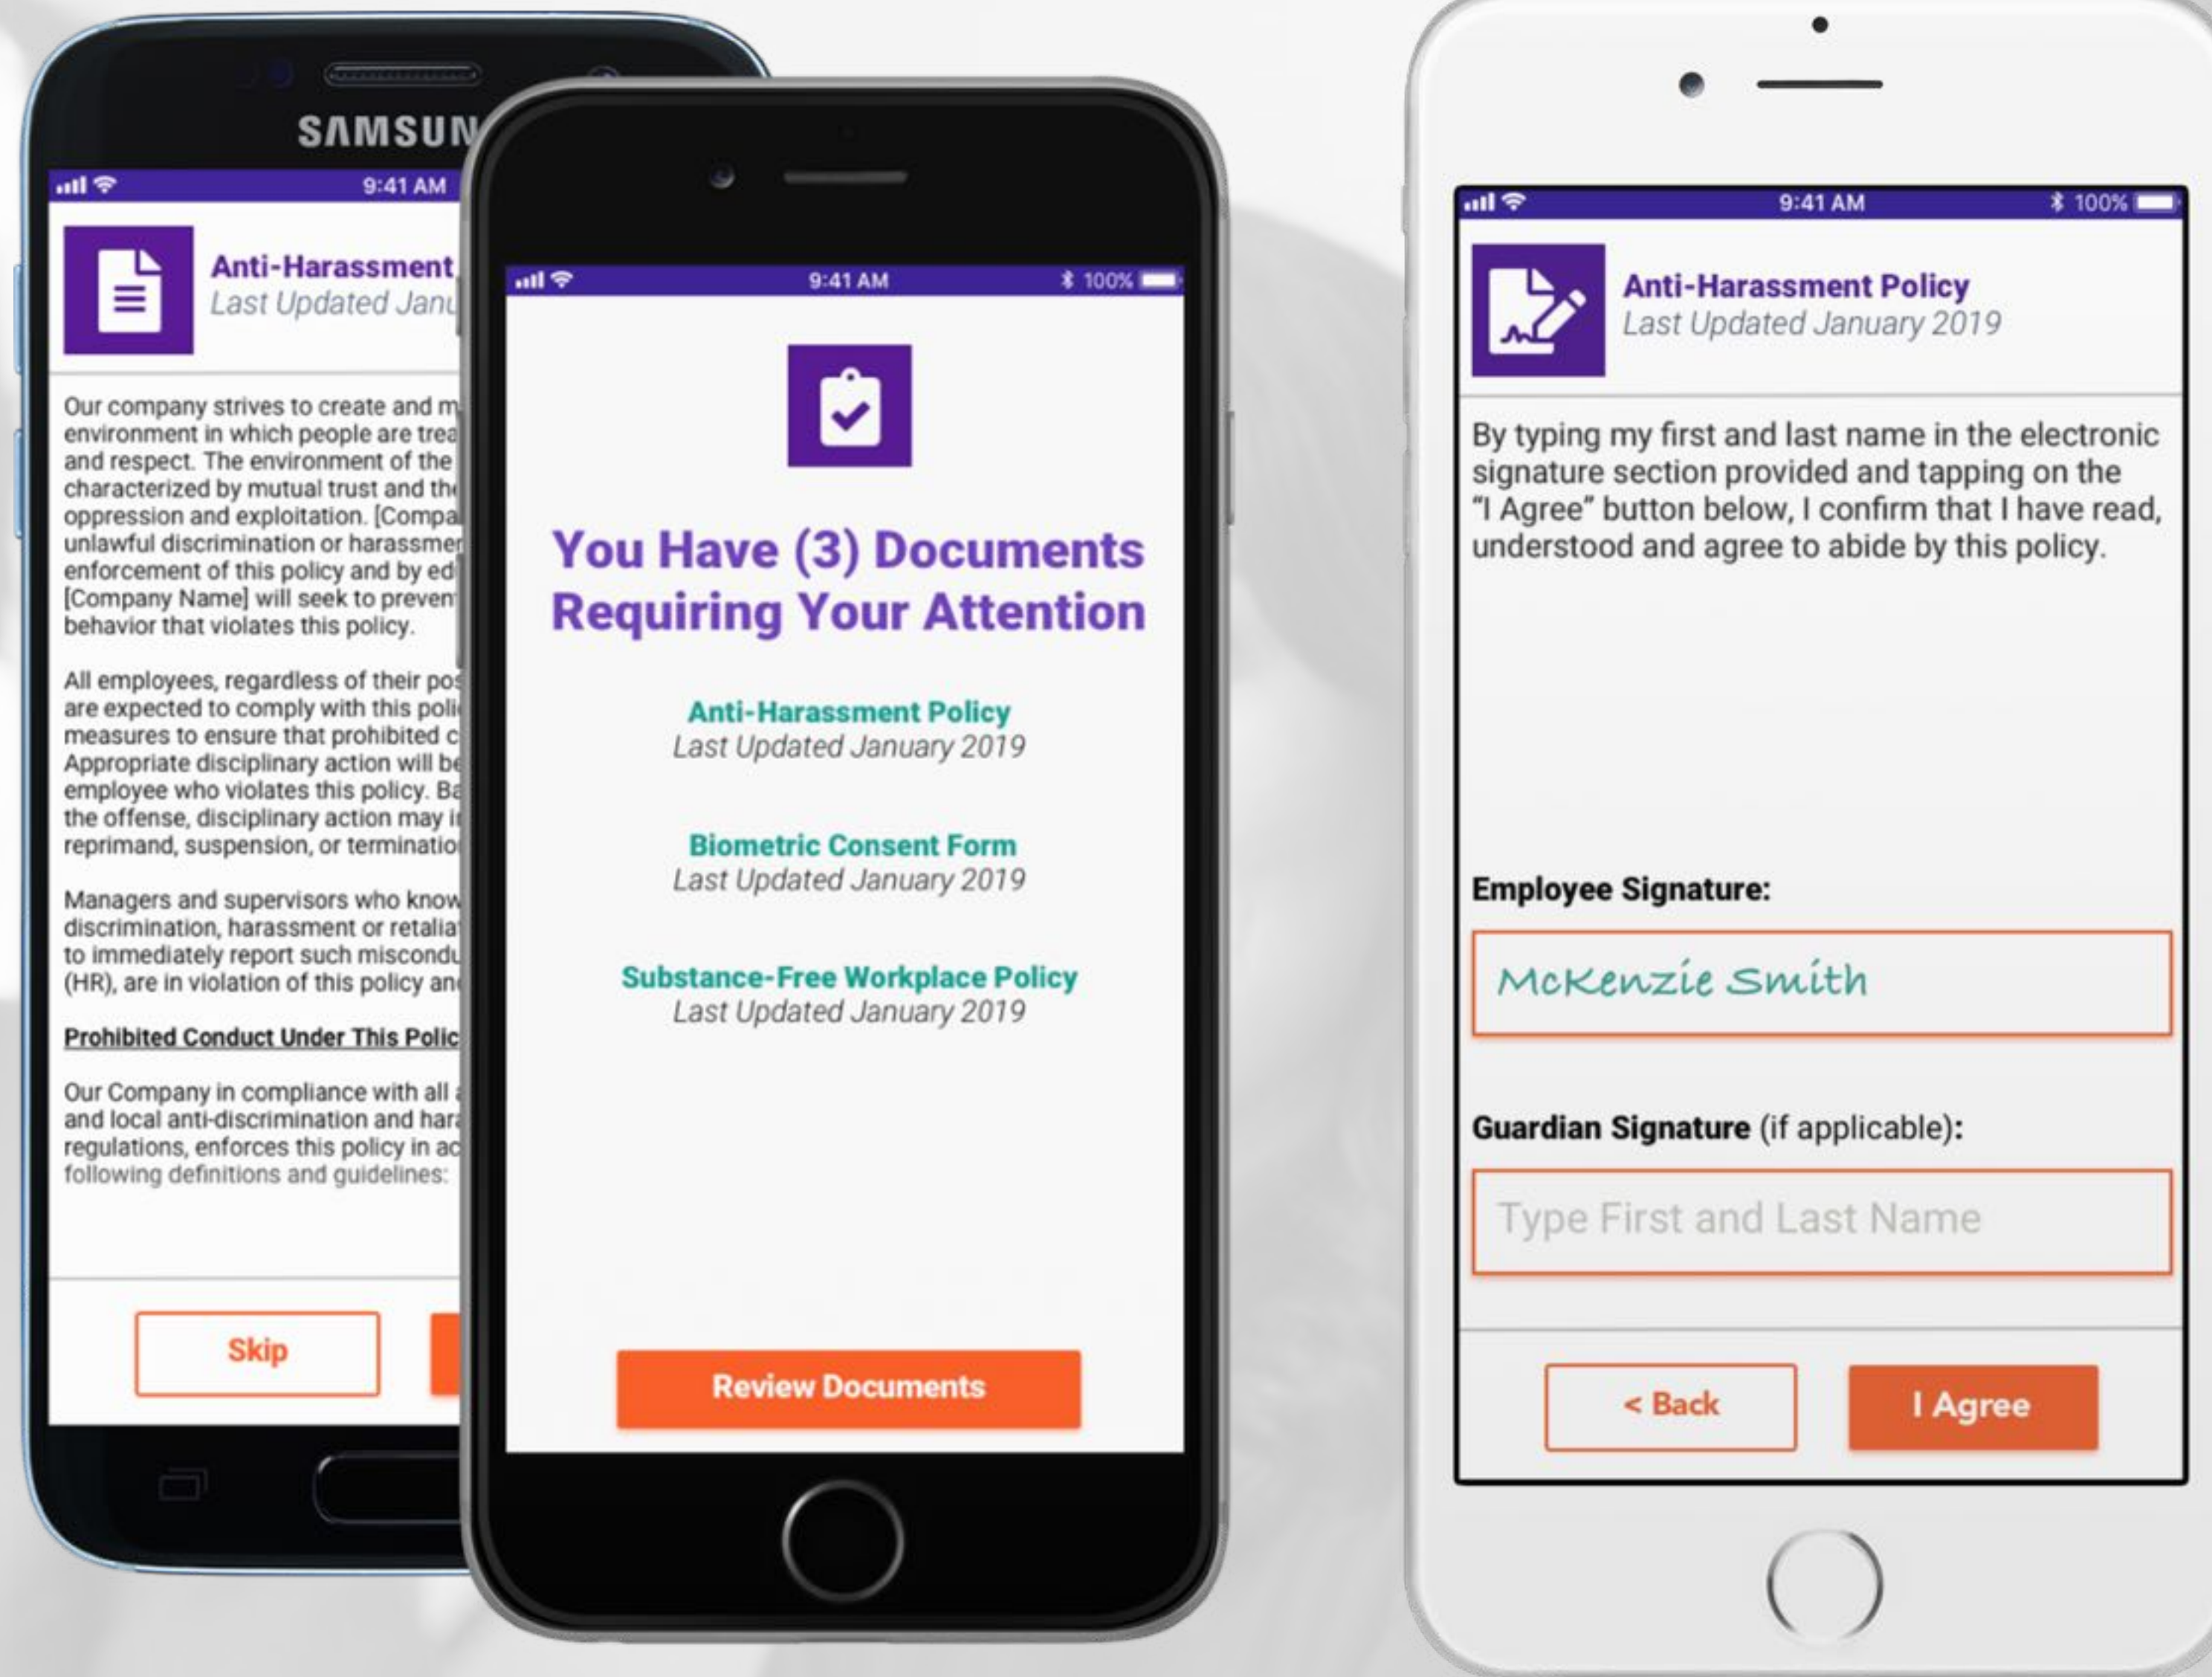 SAMSUN
9:41 AM
Anti-Harassment
Last Updated Janu
Our company strives to create and m
environment in which people are trea
and respect. The environment of the
characterized by mutual trust and the
oppression and exploitation. [Compa
unlawful discrimination or harassmen
enforcement of this policy and by ed
[Company Name] will seek to prevent
behavior that violates this policy.
All employees, regardless of their pos
are expected to comply with this poli
measures to ensure that prohibited c
Appropriate disciplinary action will be
employee who violates this policy. Ba
the offense, disciplinary action may i
reprimand, suspension, or terminatio
Managers and supervisors who know
discrimination, harassment or retalia
to immediately report such miscondu
(HR), are in violation of this policy an
Prohibited Conduct Under This Polic
Our Company in compliance with all
and local anti-discrimination and hara
regulations, enforces this policy in ac
following definitions and guidelines:
Skip
9:41 AM 100%
You Have (3) Documents
Requiring Your Attention
Anti-Harassment Policy
Last Updated January 2019
Biometric Consent Form
Last Updated January 2019
Substance-Free Workplace Policy
Last Updated January 2019
Review Documents
9:41 AM 100%
Anti-Harassment Policy
Last Updated January 2019
By typing my first and last name in the electronic
signature section provided and tapping on the
“I Agree” button below, I confirm that I have read,
understood and agree to abide by this policy.
Employee Signature:
McKenzie Smith
Guardian Signature (if applicable):
Type First and Last Name
< Back
I Agree